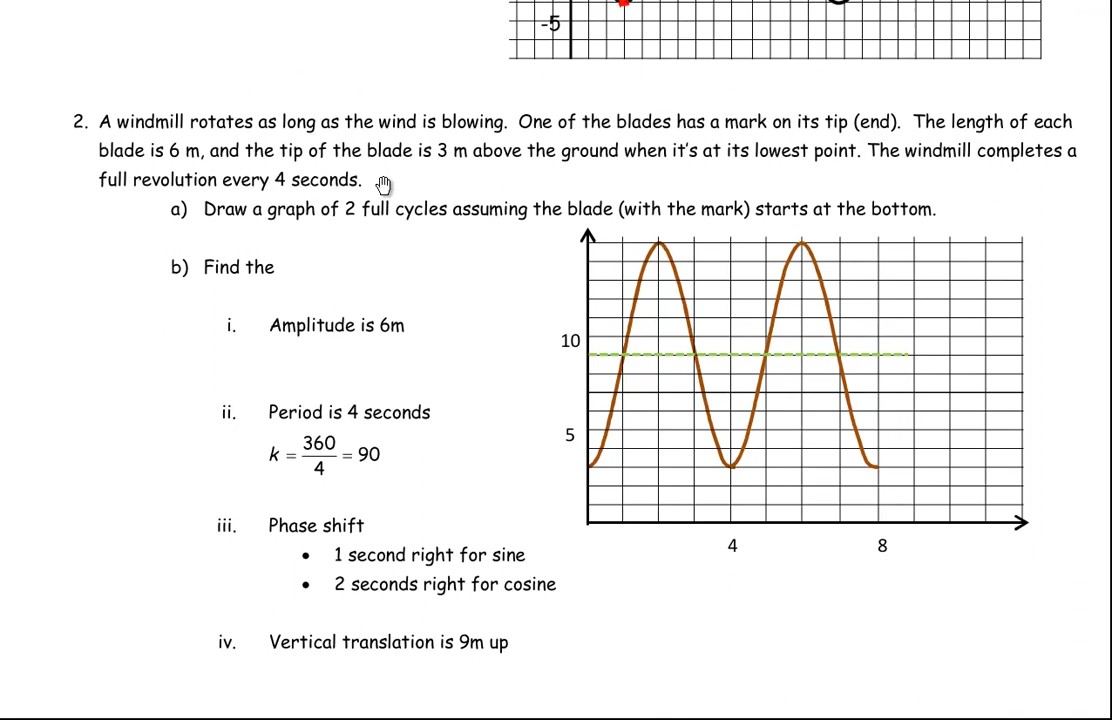 -5
2. A windmill rotates as long as the wind is blowing. One of the blades has a mark on its tip (end). The length of each
blade is 6 m, and the tip of the blade is 3 m above the ground when it's at its lowest point. The windmill completes a
full revolution every 4 seconds.
a) Draw a graph of 2 full cycles assuming the blade (with the mark) starts at the bottom.
b) Find the
i. Amplitude is 6m
10
ii. Period is 4 seconds
5
k = 360/4 = 90
iii. Phase shift
4 8
• 1 second right for sine
• 2 seconds right for cosine
iv. Vertical translation is 9m up